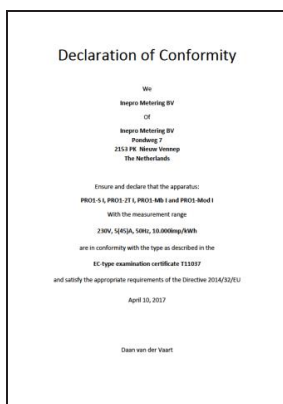 Declaration of Conformity
We
Inepro Metering BV
Of
Inepro Metering BV
Pondweg 7
2153 PK Nieuw Vennep
The Netherlands
Ensure and declare that the apparatus:
PRO1-S I, PRO1-2T I, PRO1-Mb I and PRO1-Mod I
With the measurement range
230V, 5(45)A, 50Hz, 10.000imp/kWh
are in conformity with the type as described in the
EC-type examination certificate T11037
and satisfy the appropriate requirements of the Directive 2014/32/EU
April 10, 2017
Daan van der Vaart